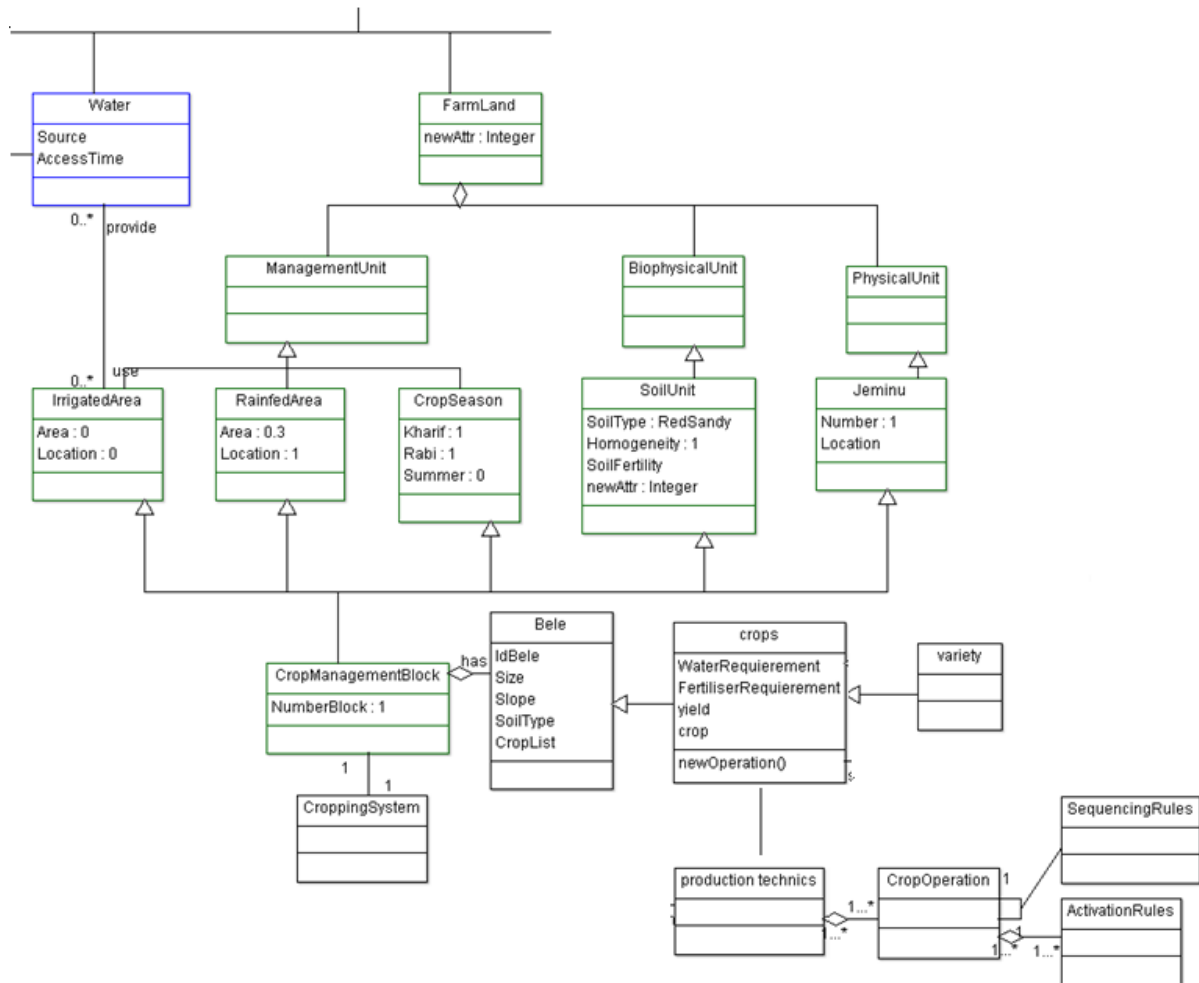 Water
Source
AccessTime
FarmLand
newAttr : Integer
0..*
provide
ManagementUnit
BiophysicalUnit
PhysicalUnit
0..*
use
IrrigatedArea
Area : 0
Location : 0
RainfedArea
Area : 0.3
Location : 1
CropSeason
Kharif : 1
Rabi : 1
Summer : 0
SoilUnit
SoilType : RedSandy
Homogeneity : 1
SoilFertility
newAttr : Integer
Jeminu
Number : 1
Location
CropManagementBlock
NumberBlock : 1
has
Bele
IdBele
Size
Slope
SoilType
CropList
crops
WaterRequierement
FertiliserRequierement
yield
crop
newOperation()
variety
1
1
CroppingSystem
production technics
1...*
1...*
CropOperation
1
1
1...*
1...*
SequencingRules
ActivationRules